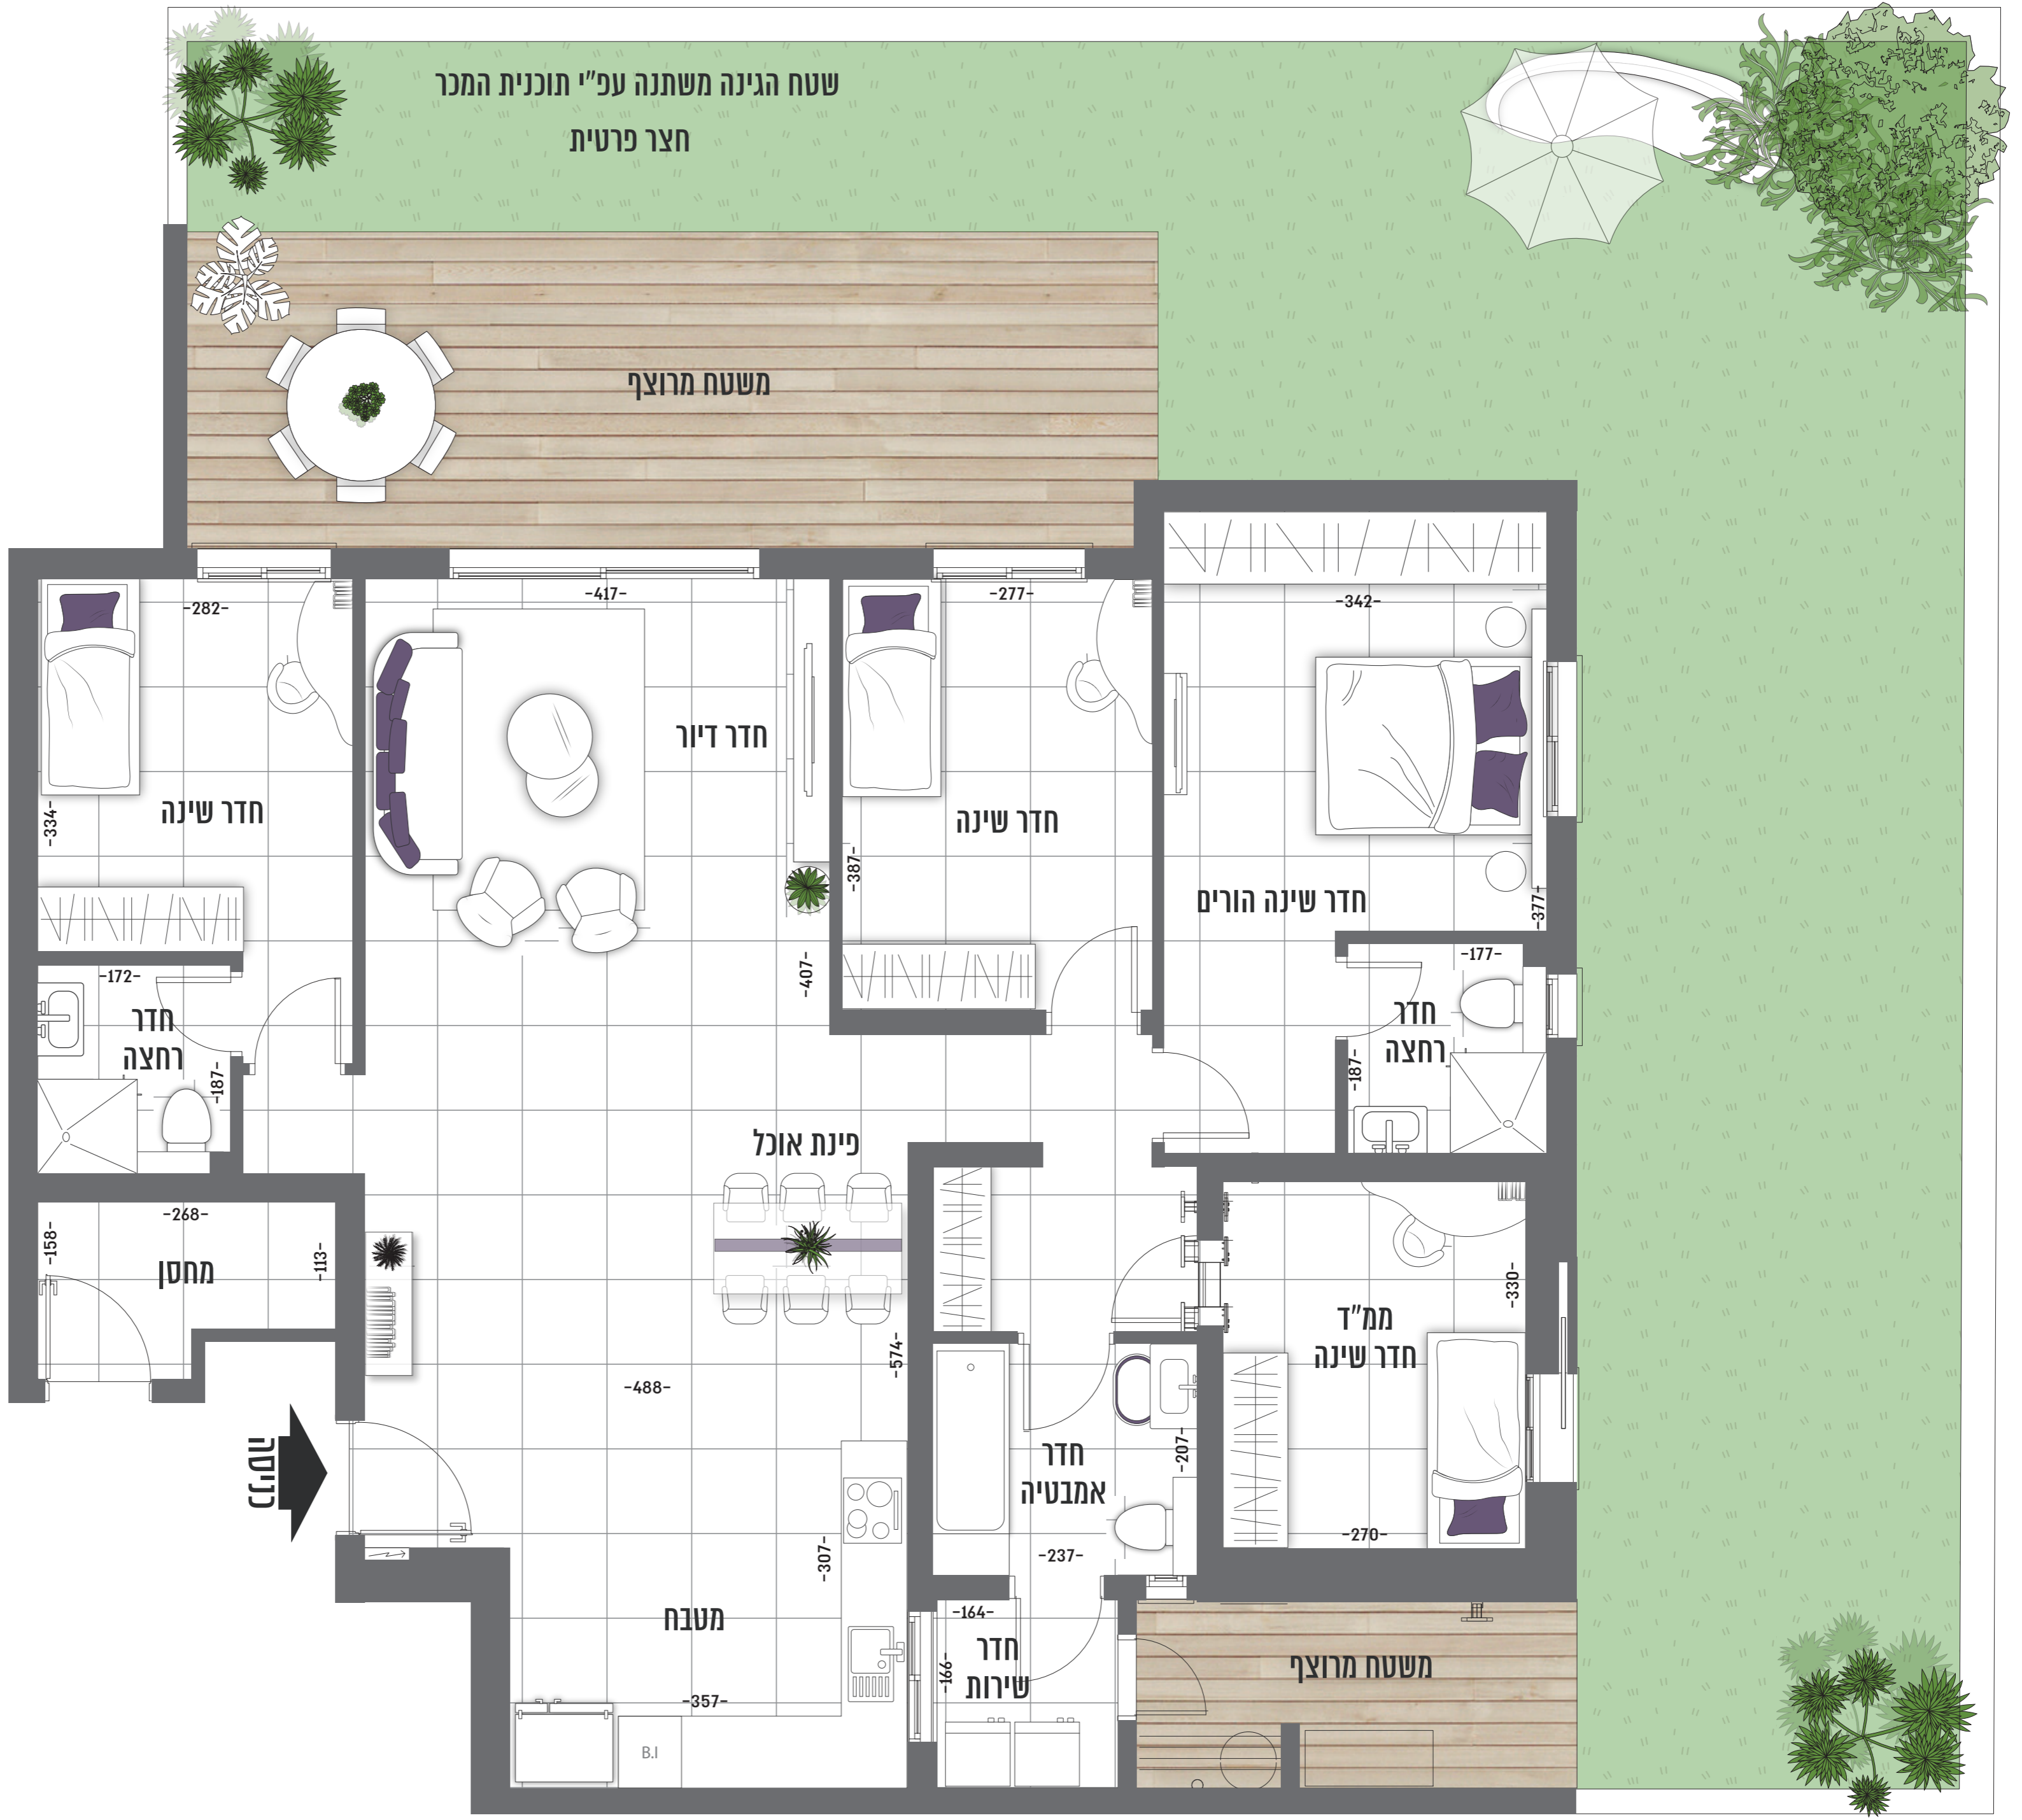 שטח הגינה משתנה עפ"י תוכנית המכר
חצר פרטית
משטח מרוצף
-282-
-417-
-277-
-342-
חדר דיור
חדר שינה
-334-
חדר שינה
-387-
חדר שינה הורים
-377-
-172-
-407-
-177-
חדר
רחצה
-187-
חדר
רחצה
-187-
פינת אוכל
-268-
-158-
-113-
מחסן
-330-
ממ"ד
חדר שינה
-574-
-488-
כניסה
חדר
אמבטיה
-207-
-270-
-307-
-237-
מטבח
-164-
חדר
שירות
-166-
משטח מרוצף
-357-
B.I